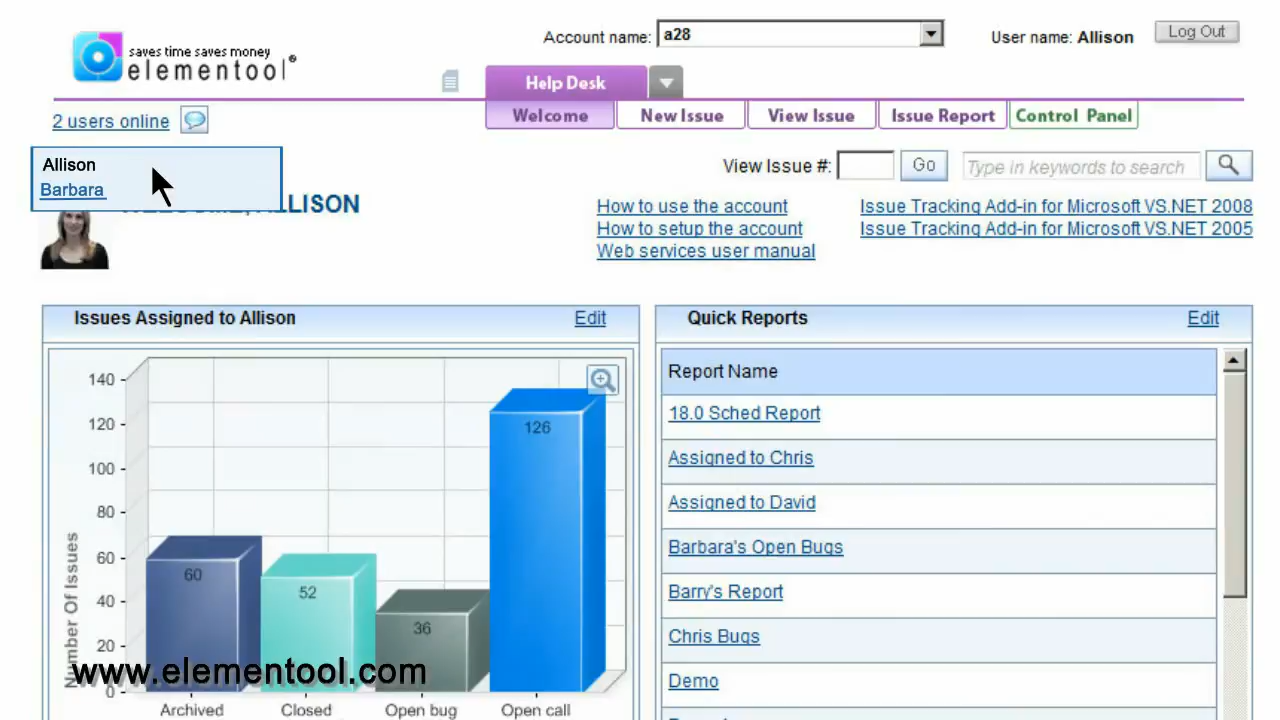 saves time saves money
elementool®
Account name: a28
User name: Allison
Log Out
Help Desk
2 users online
Welcome
New Issue
View Issue
Issue Report
Control Panel
Allison
Barbara
View Issue #:
Go
Type in keywords to search
ALLISON
How to use the account
How to setup the account
Web services user manual
Issue Tracking Add-in for Microsoft VS.NET 2008
Issue Tracking Add-in for Microsoft VS.NET 2005
Issues Assigned to Allison
Edit
140
120
100
80
60
40
20
0
Number Of Issues
60
52
36
126
Archived
Closed
Open bug
Open call
www.elementool.com
Quick Reports
Edit
Report Name
18.0 Sched Report
Assigned to Chris
Assigned to David
Barbara's Open Bugs
Barry's Report
Chris Bugs
Demo